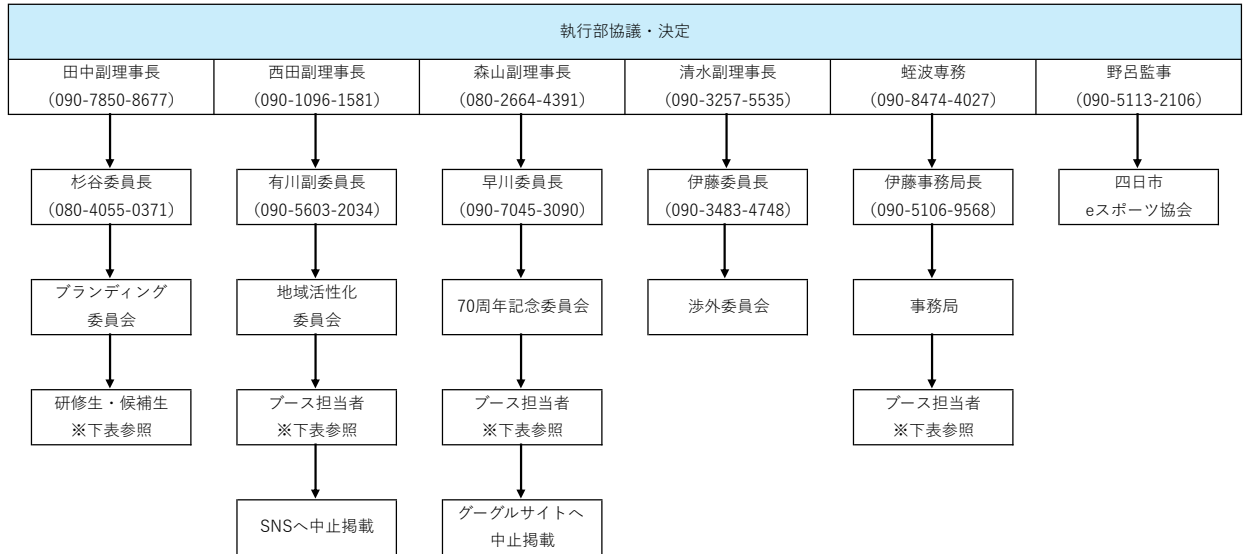 執行部協議・決定
田中副理事長
（090-7850-8677）
西田副理事長
（090-1096-1581）
森山副理事長
（080-2664-4391）
清水副理事長
（090-3257-5535）
蛭波専務
（090-8474-4027）
野呂監事
（090-5113-2106）
杉谷委員長
（080-4055-0371）
有川副委員長
（090-5603-2034）
早川委員長
（090-7045-3090）
伊藤委員長
（090-3483-4748）
伊藤事務局長
（090-5106-9568）
四日市
eスポーツ協会
ブランディング
委員会
地域活性化
委員会
70周年記念委員会
渉外委員会
事務局
研修生・候補生
※下表参照
ブース担当者
※下表参照
ブース担当者
※下表参照
ブース担当者
※下表参照
SNSへ中止掲載
グーグルサイトへ
中止掲載